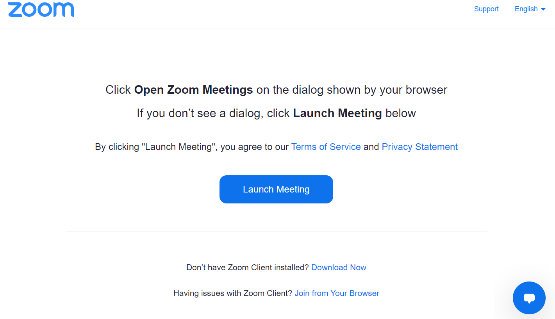 zoom
Support English
Click Open Zoom Meetings on the dialog shown by your browser
If you don't see a dialog, click Launch Meeting below
By clicking "Launch Meeting", you agree to our Terms of Service and Privacy Statement
Launch Meeting
Don't have Zoom Client installed? Download Now
Having issues with Zoom Client? Join from Your Browser